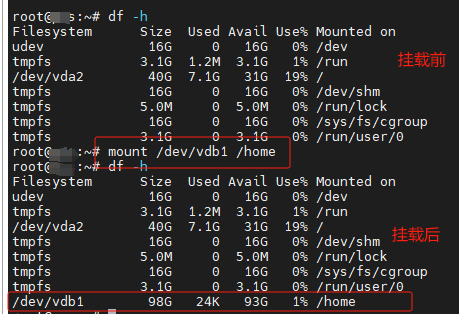 root@:~# df -h
Filesystem Size Used Avail Use% Mounted on
udev 16G 0 16G 0% /dev
tmpfs 3.1G 1.2M 3.1G 1% /run
挂载前
/dev/vda2 40G 7.1G 31G 19% /
tmpfs 16G 0 16G 0% /dev/shm
tmpfs 5.0M 0 5.0M 0% /run/lock
tmpfs 16G 0 16G 0% /sys/fs/cgroup
tmpfs 3.1G 0 3.1G 0% /run/user/0
root@:~# mount /dev/vdb1 /home
root@:~# df -h
Filesystem Size Used Avail Use% Mounted on
udev 16G 0 16G 0% /dev
tmpfs 3.1G 1.2M 3.1G 1% /run
/dev/vda2 40G 7.1G 31G 19% /
挂载后
tmpfs 16G 0 16G 0% /dev/shm
tmpfs 5.0M 0 5.0M 0% /run/lock
tmpfs 16G 0 16G 0% /sys/fs/cgroup
tmpfs 3.1G 0 3.1G 0% /run/user/0
/dev/vdb1 98G 24K 93G 1% /home